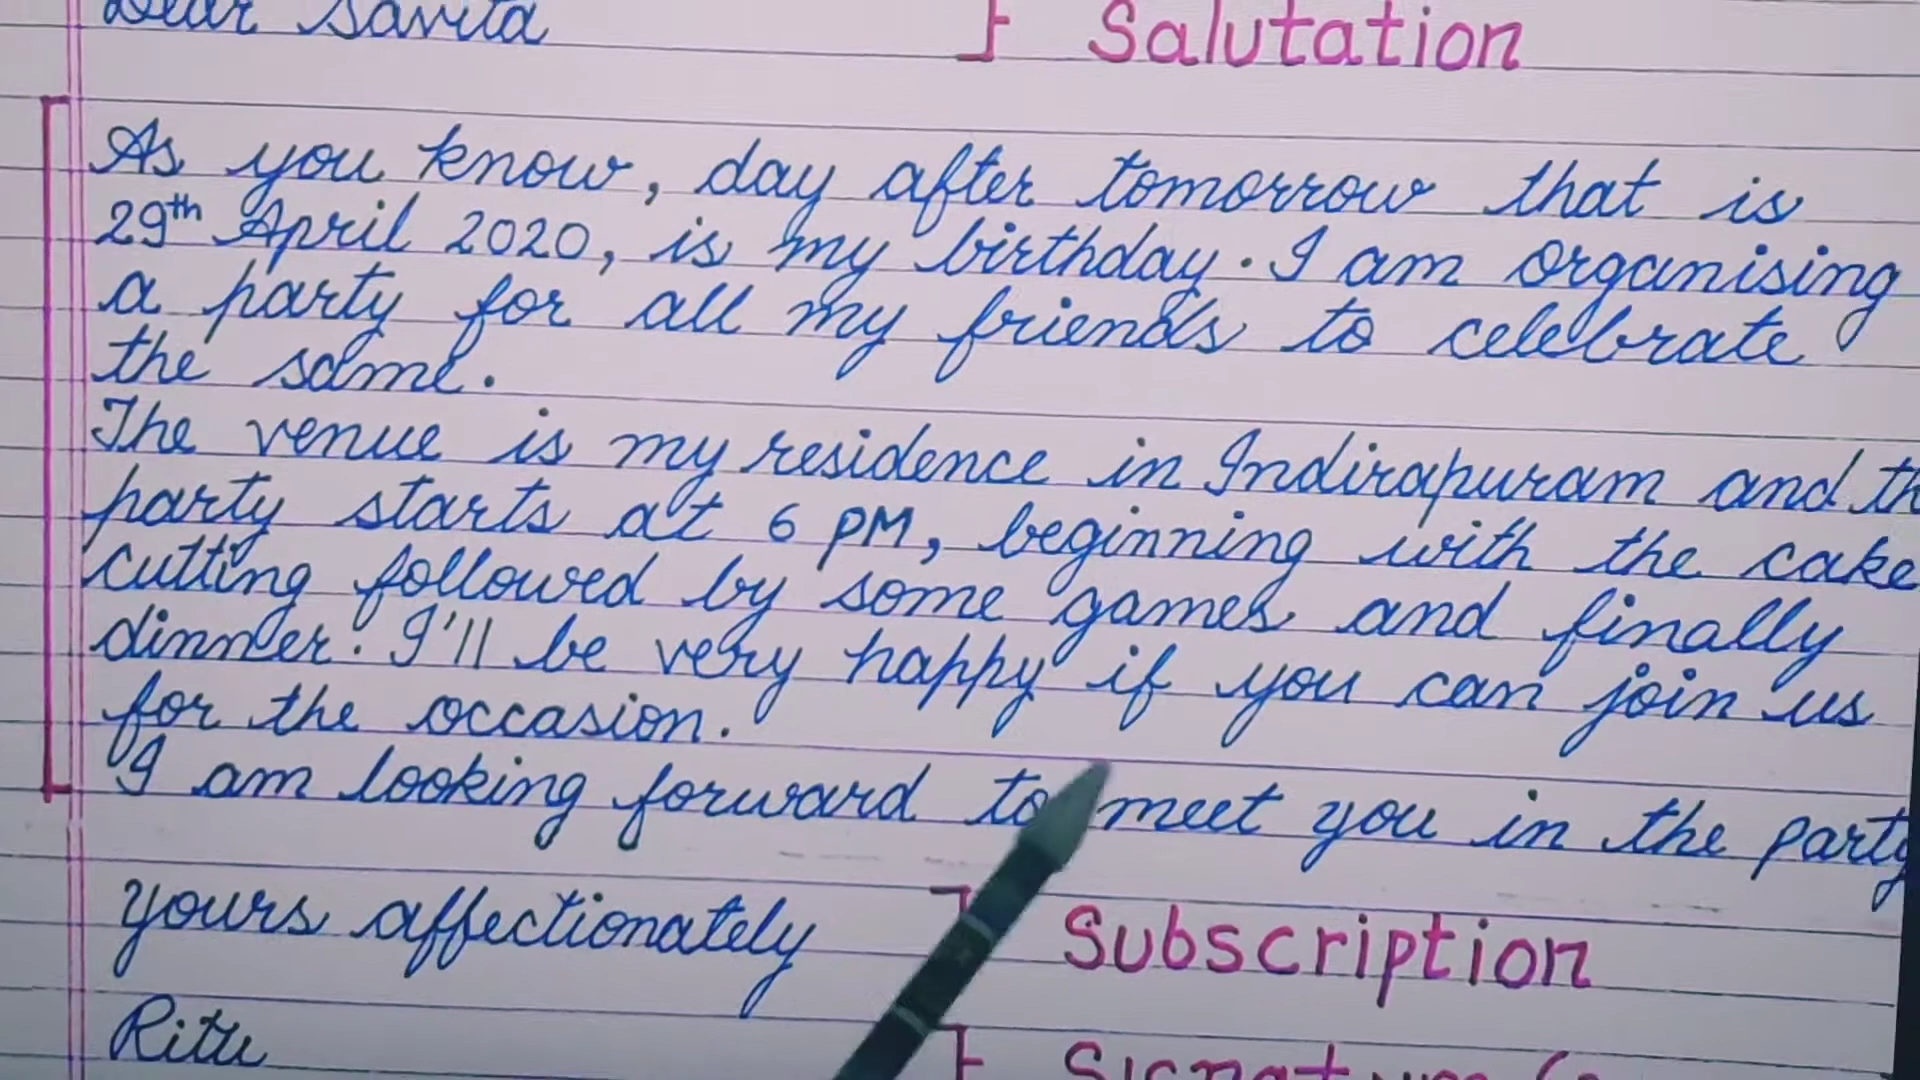 Dear Savita } Salutation
As you know, day after tomorrow that is
29th April 2020, is my birthday. I am organising
a party for all my friends to celebrate
the same.
The venue is my residence in Indirapuram and th
party starts at 6 PM, beginning with the cake
cutting followed by some games and finally
dinner. I'll be very happy if you can join us
for the occasion.
I am looking forward to meet you in the party
yours affectionately Subscription
Ritu